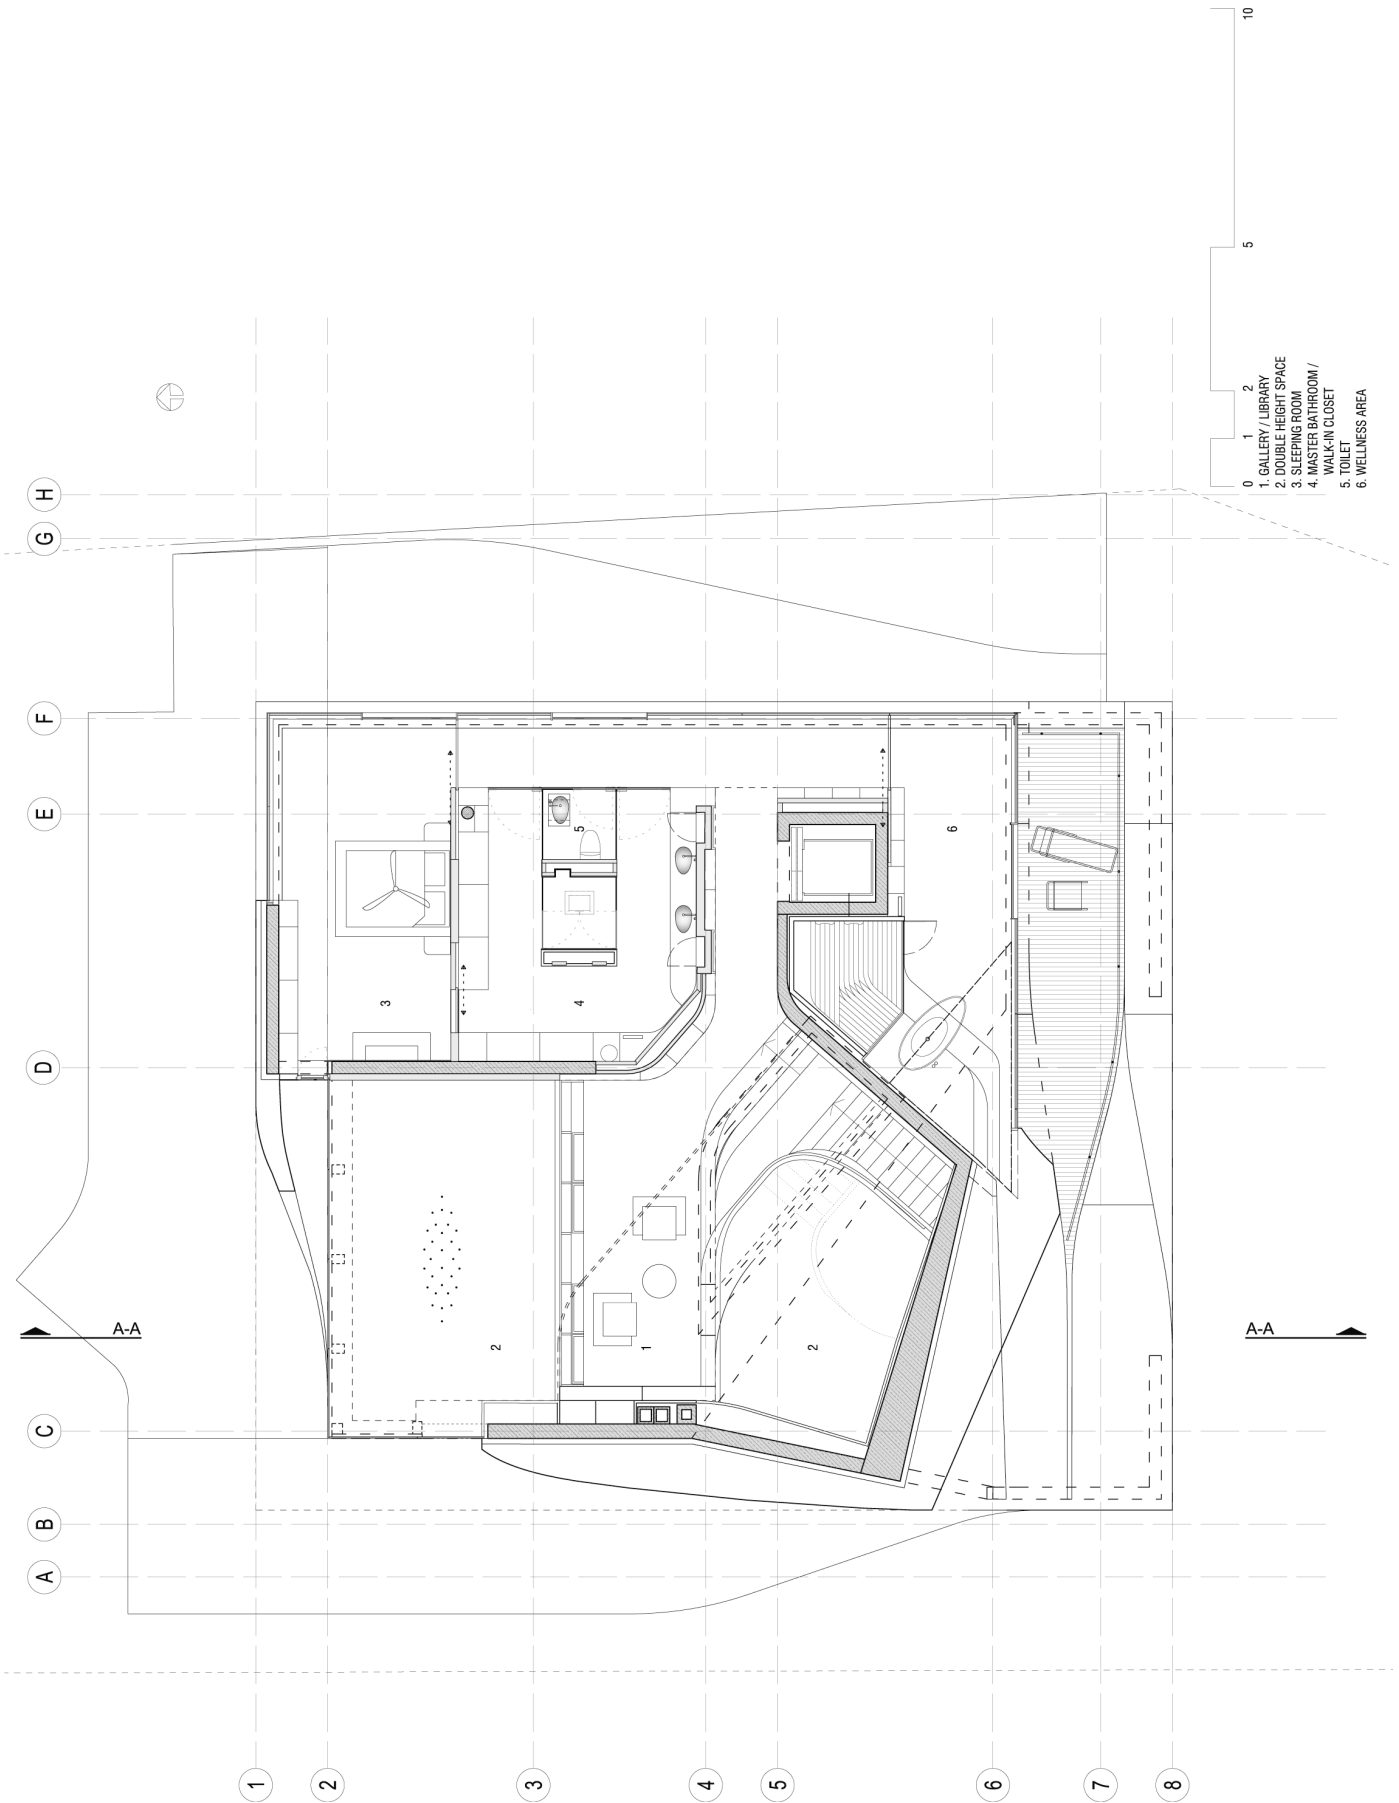 0 1 2 5 10
1. GALLERY / LIBRARY
2. DOUBLE HEIGHT SPACE
3. SLEEPING ROOM
4. MASTER BATHROOM /
WALK-IN CLOSET
5. TOILET
6. WELLNESS AREA
H
G
F
E
D
C
B
A
5
6
3
4
2
1
2
A-A
A-A
1 2 3 4 5 6 7 8